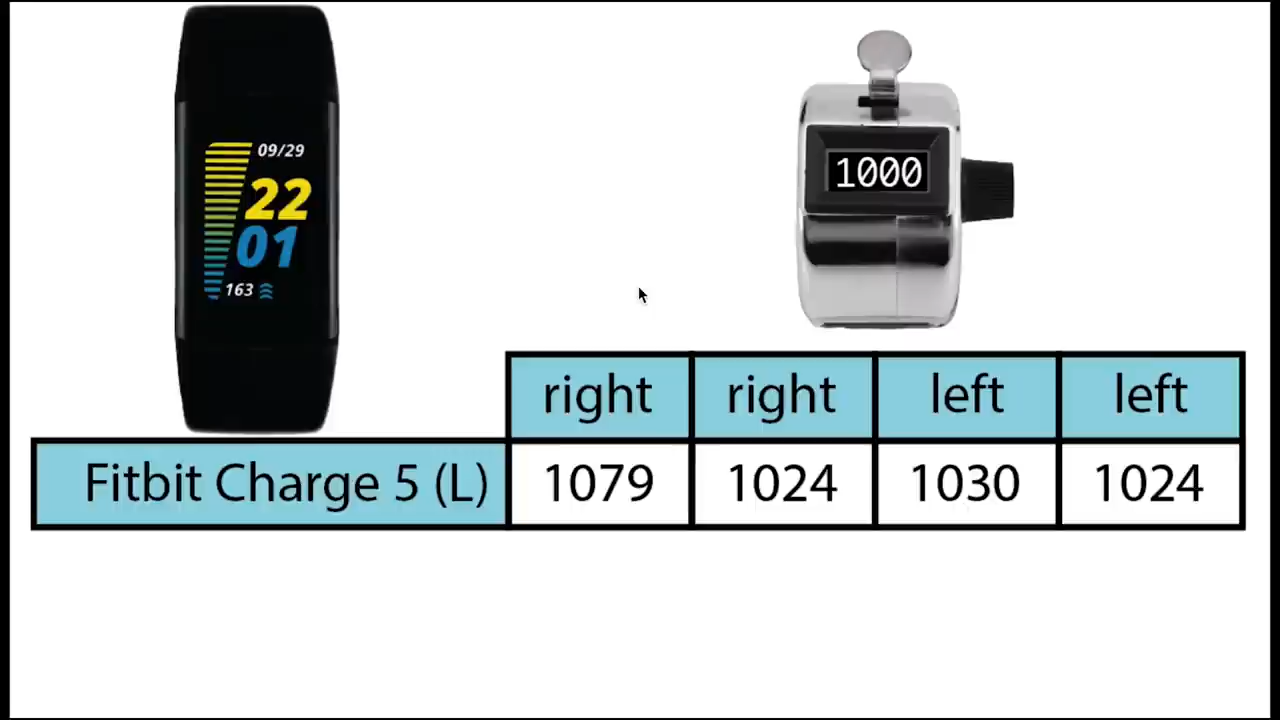 09/29
22
01
163
1000
right right left left
Fitbit Charge 5 (L) 1079 1024 1030 1024